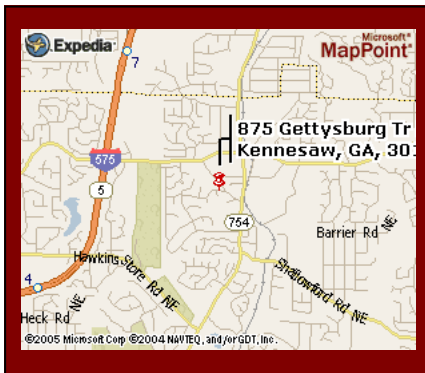 Expedia
Microsoft®
MapPoint®
7
875 Gettysburg Tr
Kennesaw, GA, 301
575
5
754
Barrier Rd NE
Hawkins Store Rd NE
Shallowford Rd NE
4
Heck Rd NE
©2005 Microsoft Corp ©2004 NAVTEQ, and/or GDT, Inc.